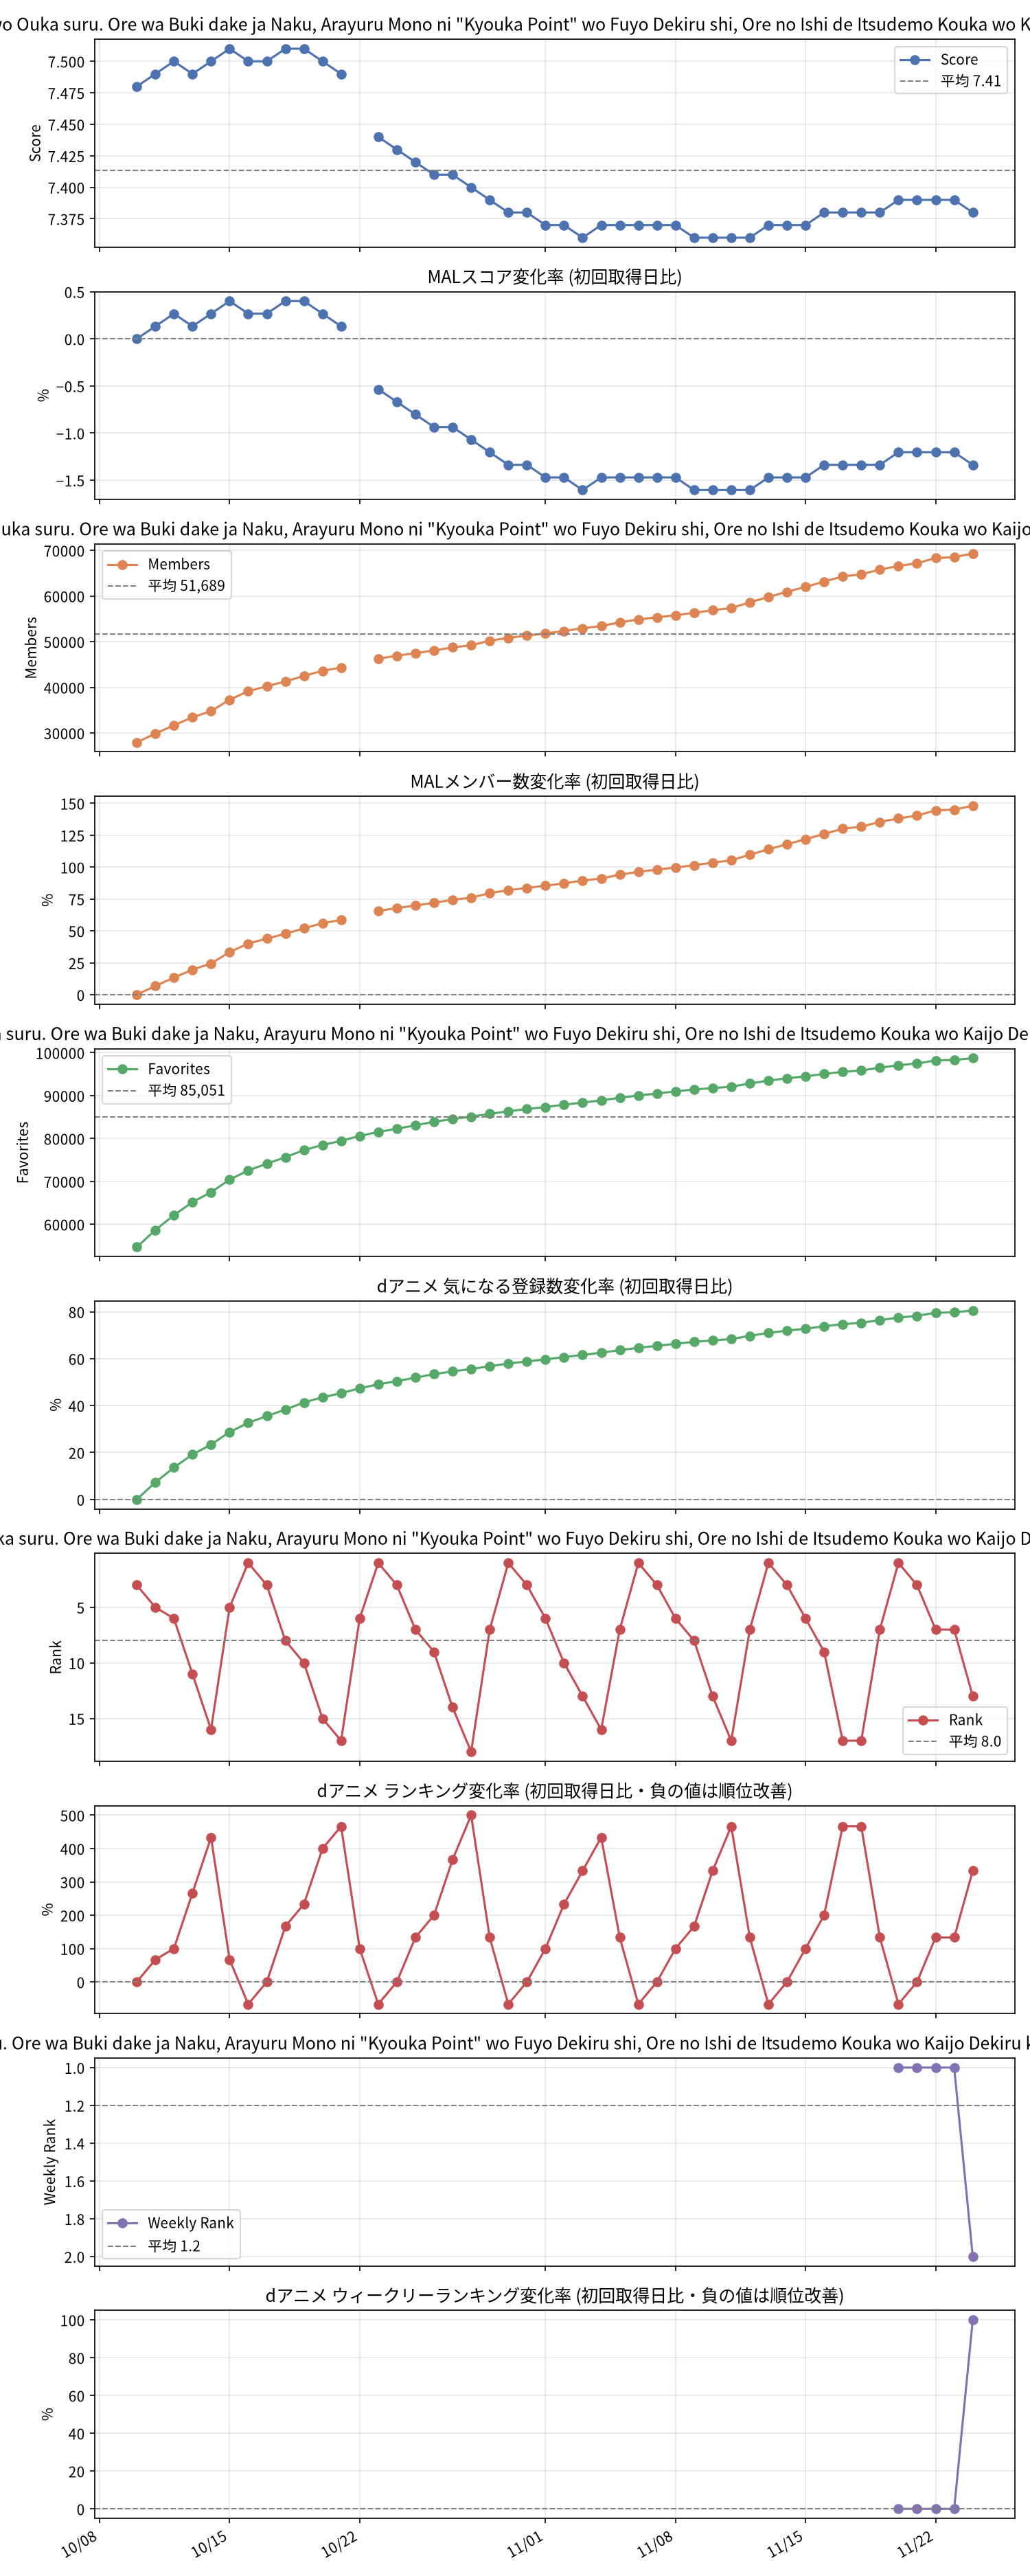 o Ouka suru. Ore wa Buki dake ja Naku, Arayuru Mono ni "Kyouka Point" wo Fuyo Dekiru shi, Ore no Ishi de Itsudemo Kouka wo K
7.500
7.475
7.450
7.425
7.400
7.375
Score
Score
平均 7.41
MALスコア変化率 (初回取得日比)
0.5
0.0
−0.5
−1.0
−1.5
%
uka suru. Ore wa Buki dake ja Naku, Arayuru Mono ni "Kyouka Point" wo Fuyo Dekiru shi, Ore no Ishi de Itsudemo Kouka wo Kaijo
70000
60000
50000
40000
30000
Members
Members
平均 51,689
MALメンバー数変化率 (初回取得日比)
150
125
100
75
50
25
0
%
suru. Ore wa Buki dake ja Naku, Arayuru Mono ni "Kyouka Point" wo Fuyo Dekiru shi, Ore no Ishi de Itsudemo Kouka wo Kaijo De
100000
90000
80000
70000
60000
Favorites
Favorites
平均 85,051
dアニメ 気になる登録数変化率 (初回取得日比)
80
60
40
20
0
%
ka suru. Ore wa Buki dake ja Naku, Arayuru Mono ni "Kyouka Point" wo Fuyo Dekiru shi, Ore no Ishi de Itsudemo Kouka wo Kaijo D
5
10
15
Rank
Rank
平均 8.0
dアニメ ランキング変化率 (初回取得日比・負の値は順位改善)
500
400
300
200
100
0
%
. Ore wa Buki dake ja Naku, Arayuru Mono ni "Kyouka Point" wo Fuyo Dekiru shi, Ore no Ishi de Itsudemo Kouka wo Kaijo Dekiru
1.0
1.2
1.4
1.6
1.8
2.0
Weekly Rank
Weekly Rank
平均 1.2
dアニメ ウィークリーランキング変化率 (初回取得日比・負の値は順位改善)
100
80
60
40
20
0
%
10/08
10/15
10/22
11/01
11/08
11/15
11/22